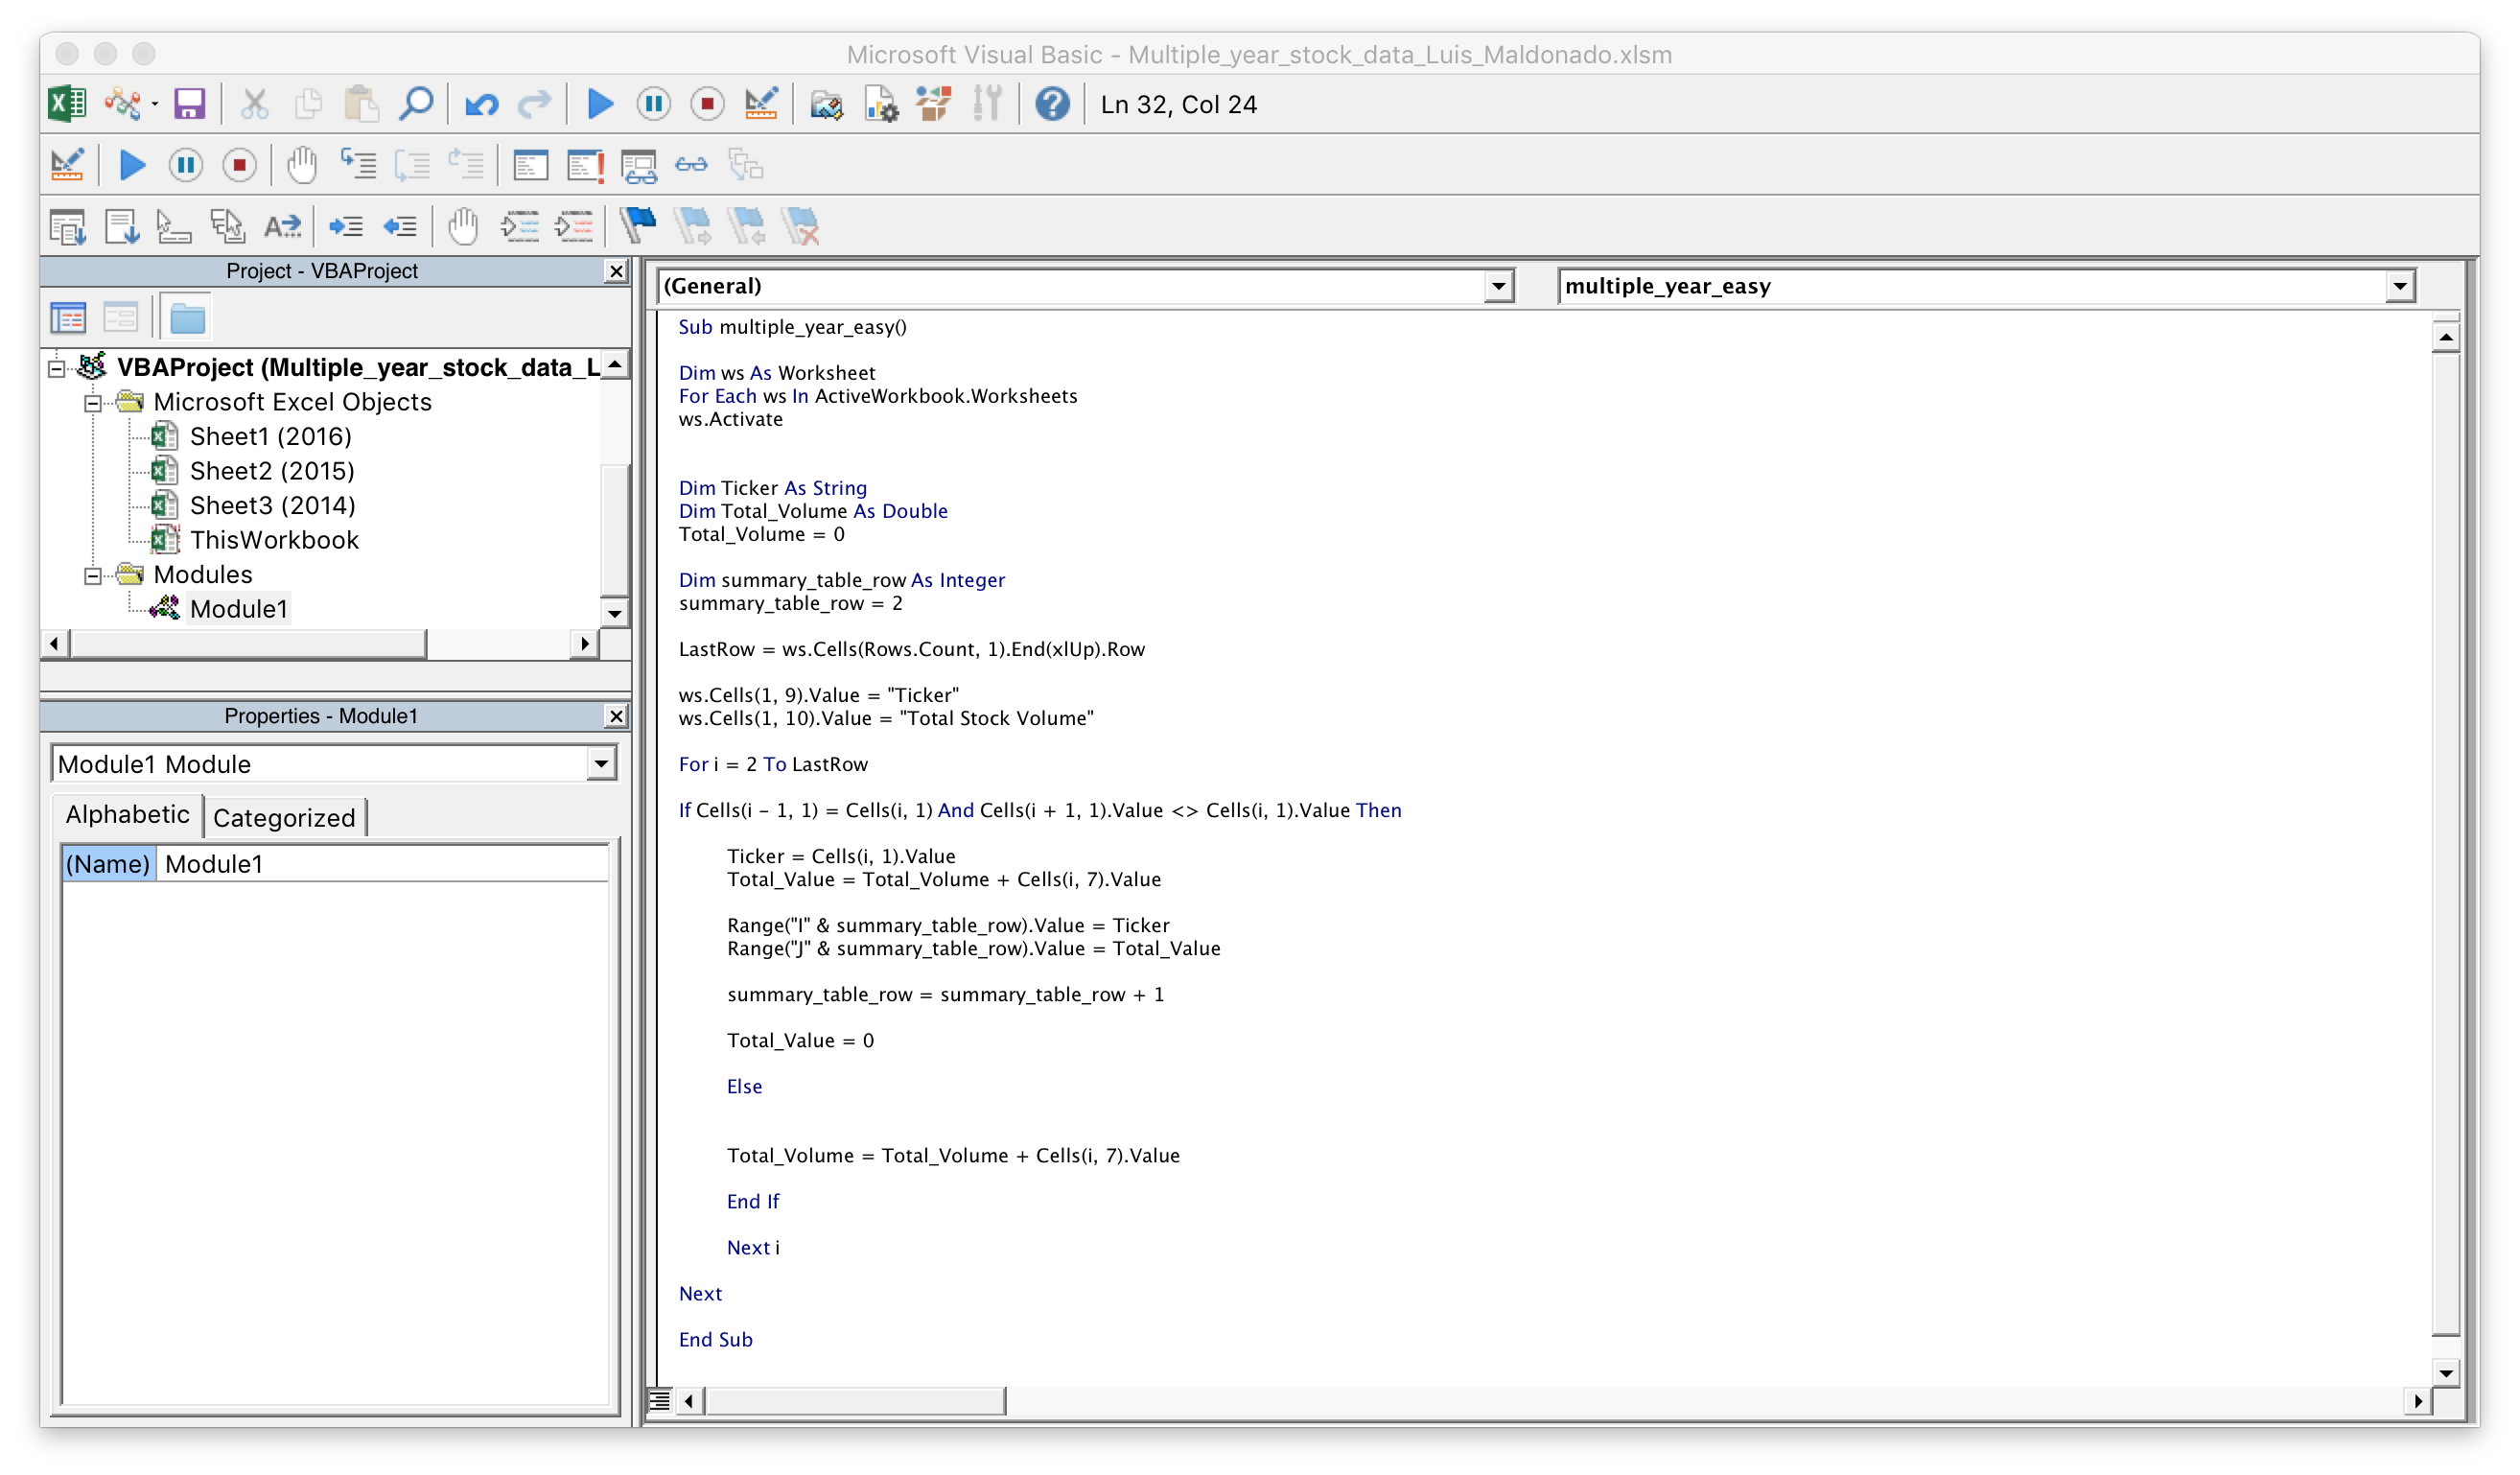 Microsoft Visual Basic - Multiple_year_stock_data_Luis_Maldonado.xlsm
Ln 32, Col 24
Project - VBAProject
VBAProject (Multiple_year_stock_data_L
Microsoft Excel Objects
Sheet1 (2016)
Sheet2 (2015)
Sheet3 (2014)
ThisWorkbook
Modules
Module1
Properties - Module1
Module1 Module
Alphabetic
Categorized
(Name) Module1
(General)
multiple_year_easy
Sub multiple_year_easy()
Dim ws As Worksheet
For Each ws In ActiveWorkbook.Worksheets
ws.Activate
Dim Ticker As String
Dim Total_Volume As Double
Total_Volume = 0
Dim summary_table_row As Integer
summary_table_row = 2
LastRow = ws.Cells(Rows.Count, 1).End(xlUp).Row
ws.Cells(1, 9).Value = "Ticker"
ws.Cells(1, 10).Value = "Total Stock Volume"
For i = 2 To LastRow
If Cells(i - 1, 1) = Cells(i, 1) And Cells(i + 1, 1).Value <> Cells(i, 1).Value Then
Ticker = Cells(i, 1).Value
Total_Value = Total_Volume + Cells(i, 7).Value
Range("I" & summary_table_row).Value = Ticker
Range("J" & summary_table_row).Value = Total_Value
summary_table_row = summary_table_row + 1
Total_Value = 0
Else
Total_Volume = Total_Volume + Cells(i, 7).Value
End If
Next i
Next
End Sub